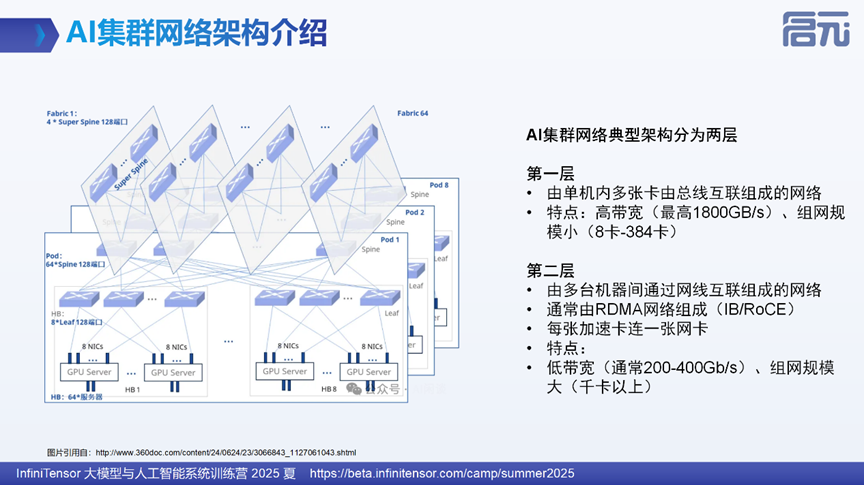 AI集群网络架构介绍
启元
Fabric 1：
4 * Super Spine 128端口
Fabric 64
...
...
Super Spine
Pod 8
Spine
Pod 2
Spine
Pod 1
Spine
Pod：
64*Spine 128端口
Leaf
Leaf
Leaf
HB：
8*Leaf 128端口
...
...
...
8 NICs
8 NICs
8 NICs
8 NICs
GPU Server
...
GPU Server
GPU Server
...
GPU Server
HB 1
HB 8
HB：64*服务器
公众号
AI集群网络典型架构分为两层
第一层
• 由单机内多张卡由总线互联组成的网络
• 特点：高带宽（最高1800GB/s）、组网规
模小（8卡-384卡）
第二层
• 由多台机器间通过网线互联组成的网络
• 通常由RDMA网络组成（IB/RoCE）
• 每张加速卡连一张网卡
• 特点：
• 低带宽（通常200-400Gb/s）、组网规模
大（千卡以上）
图片引用自：http://www.360doc.com/content/24/0624/23/3066843_1127061043.shtml
InfiniTensor 大模型与人工智能系统训练营 2025 夏 https://beta.infinitensor.com/camp/summer2025